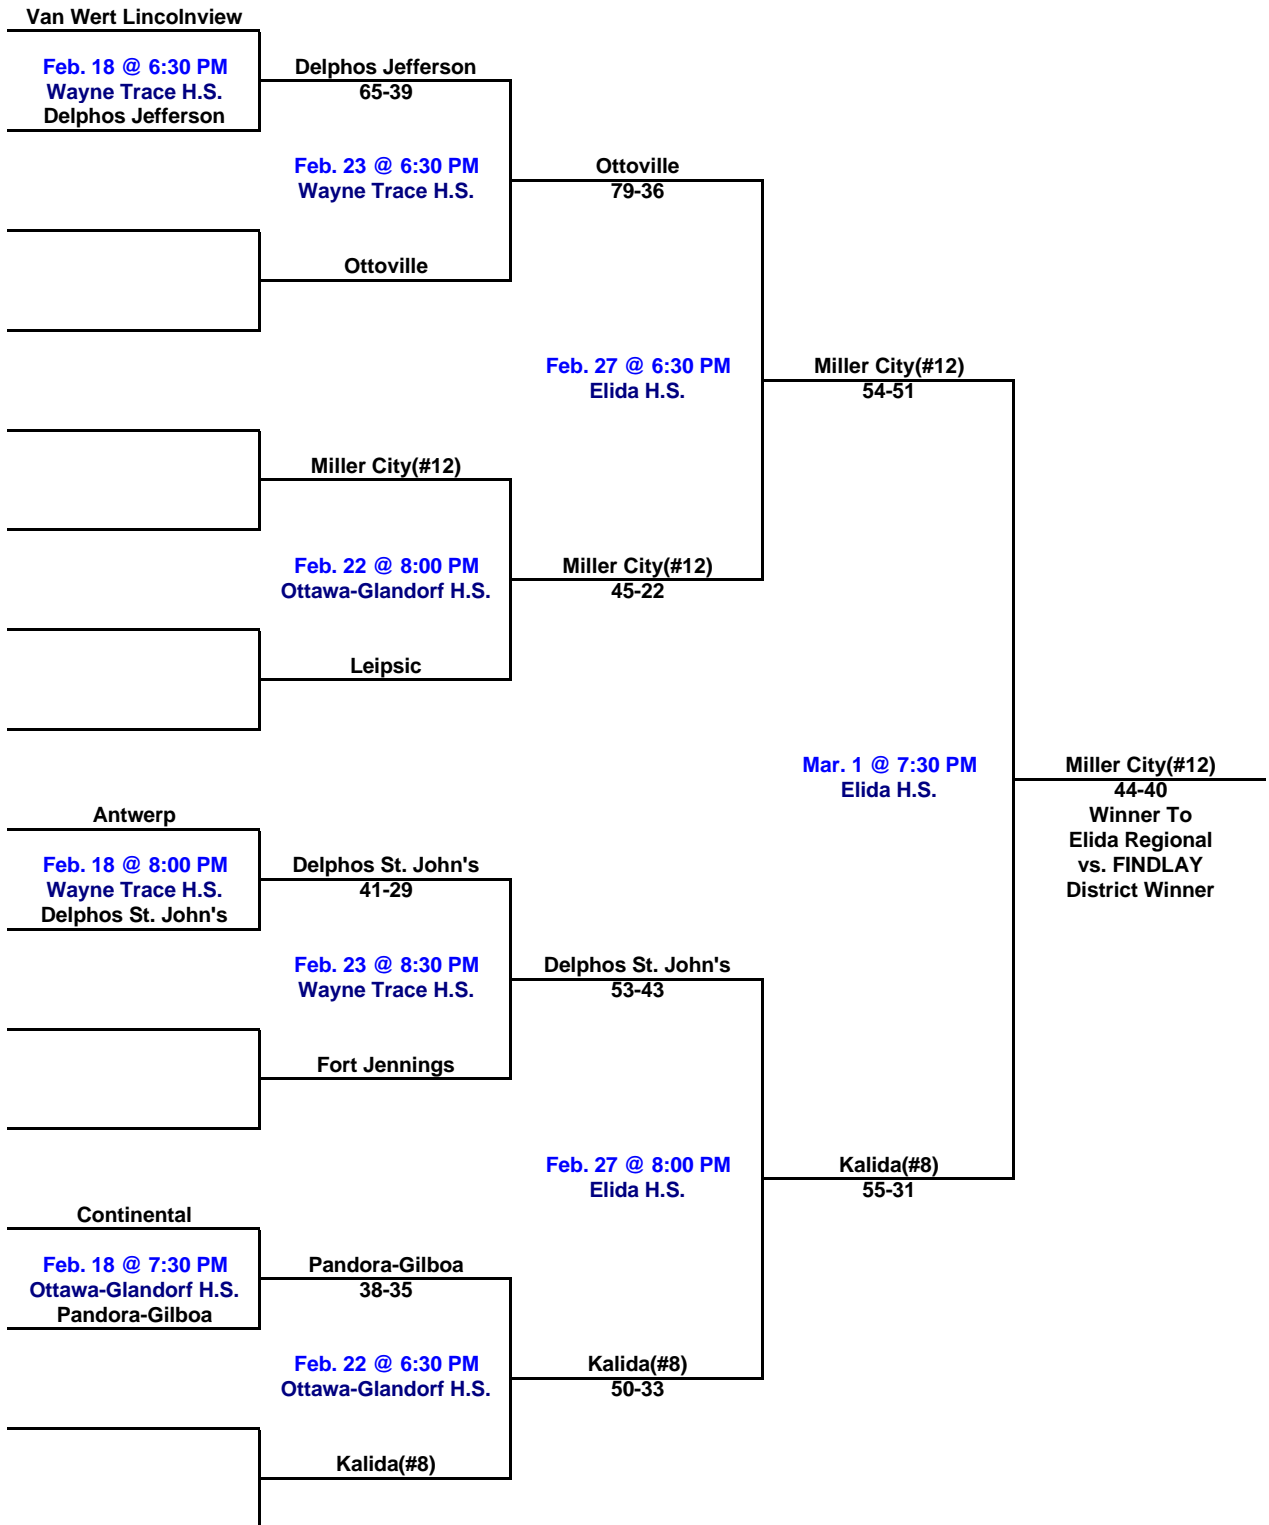 Van Wert Lincolnview
Feb. 18 @ 6:30 PM
Wayne Trace H.S.
Delphos Jefferson
Delphos Jefferson
65-39
Feb. 23 @ 6:30 PM
Wayne Trace H.S.
Ottoville
Ottoville
79-36
Feb. 27 @ 6:30 PM
Elida H.S.
Miller City(#12)
54-51
Miller City(#12)
Feb. 22 @ 8:00 PM
Ottawa-Glandorf H.S.
Miller City(#12)
45-22
Leipsic
Mar. 1 @ 7:30 PM
Elida H.S.
Miller City(#12)
44-40
Winner To
Elida Regional
vs. FINDLAY
District Winner
Antwerp
Feb. 18 @ 8:00 PM
Wayne Trace H.S.
Delphos St. John's
Delphos St. John's
41-29
Feb. 23 @ 8:30 PM
Wayne Trace H.S.
Delphos St. John's
53-43
Fort Jennings
Feb. 27 @ 8:00 PM
Elida H.S.
Kalida(#8)
55-31
Continental
Feb. 18 @ 7:30 PM
Ottawa-Glandorf H.S.
Pandora-Gilboa
Pandora-Gilboa
38-35
Feb. 22 @ 6:30 PM
Ottawa-Glandorf H.S.
Kalida(#8)
50-33
Kalida(#8)